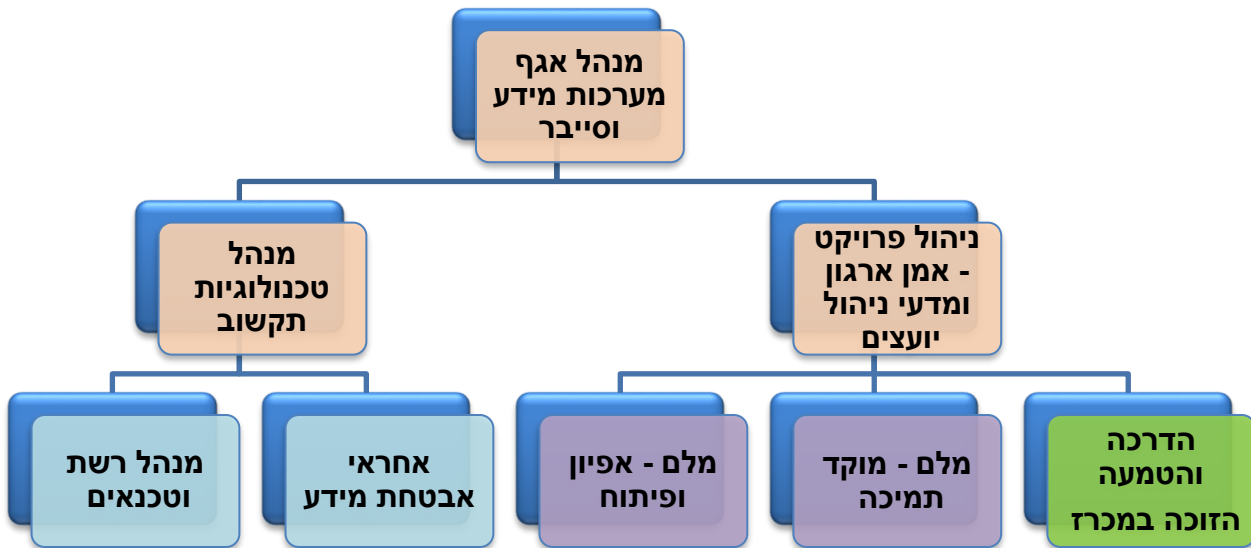 מנהל אגף
מערכות מידע
וסייבר
ניהול פרויקט
- אמן ארגון
ומדעי ניהול
יועצים
מנהל
טכנולוגיות
תקשוב
הדרכה
והטמעה
הזוכה במכרז
מלם - מוקד
תמיכה
מלם - אפיון
ופיתוח
אחראי
אבטחת מידע
מנהל רשת
וטכנאים